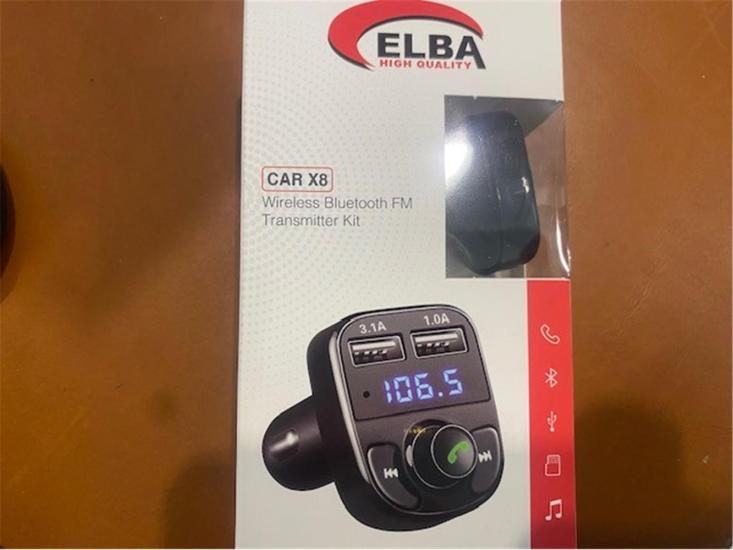 ELBA
HIGH QUALITY
CAR X8
Wireless Bluetooth FM
Transmitter Kit
3.1A 1.0A
106.5